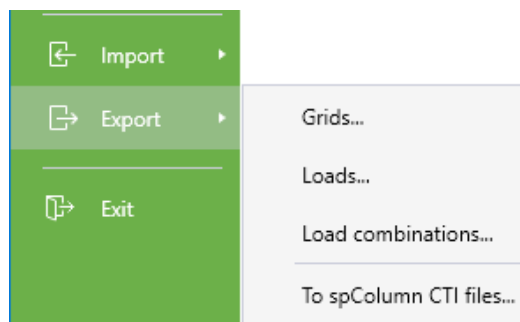 Import
Export
Grids...
Loads...
Exit
Load combinations...
To spColumn CTI files...